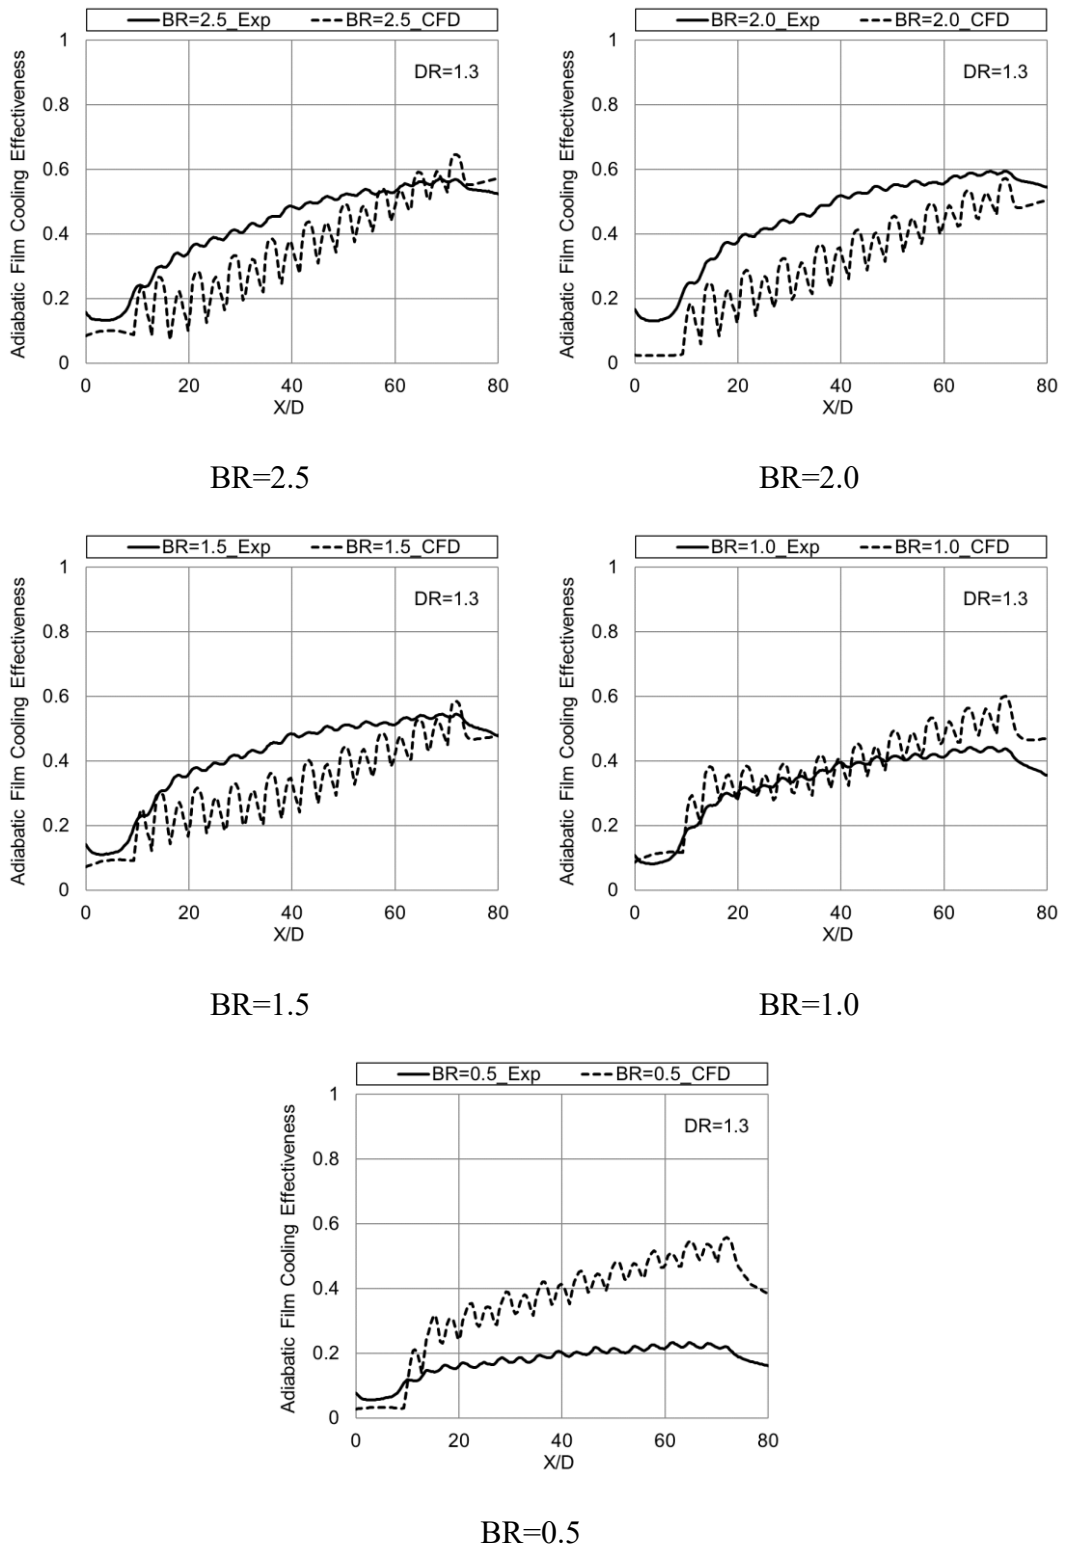 BR=2.5_Exp BR=2.5_CFD
DR=1.3
Adiabatic Film Cooling Effectiveness
1
0.8
0.6
0.4
0.2
0
0 20 40 60 80
X/D
BR=2.5
BR=2.0_Exp BR=2.0_CFD
DR=1.3
Adiabatic Film Cooling Effectiveness
1
0.8
0.6
0.4
0.2
0
0 20 40 60 80
X/D
BR=2.0
BR=1.5_Exp BR=1.5_CFD
DR=1.3
Adiabatic Film Cooling Effectiveness
1
0.8
0.6
0.4
0.2
0
0 20 40 60 80
X/D
BR=1.5
BR=1.0_Exp BR=1.0_CFD
DR=1.3
Adiabatic Film Cooling Effectiveness
1
0.8
0.6
0.4
0.2
0
0 20 40 60 80
X/D
BR=1.0
BR=0.5_Exp BR=0.5_CFD
DR=1.3
Adiabatic Film Cooling Effectiveness
1
0.8
0.6
0.4
0.2
0
0 20 40 60 80
X/D
BR=0.5